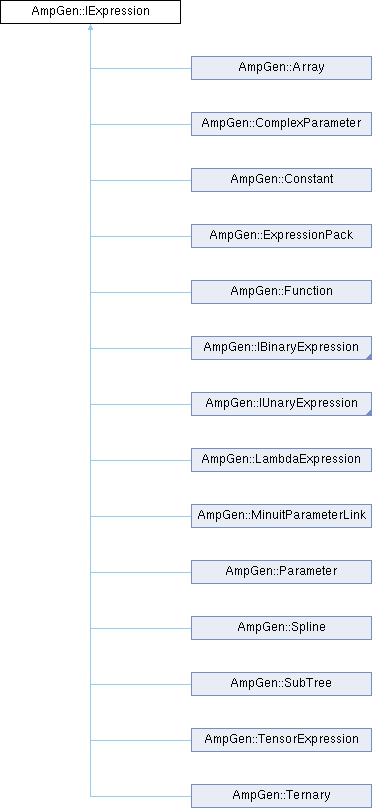 AmpGen::IExpression
AmpGen::Array
AmpGen::ComplexParameter
AmpGen::Constant
AmpGen::ExpressionPack
AmpGen::Function
AmpGen::IBinaryExpression
AmpGen::IUnaryExpression
AmpGen::LambdaExpression
AmpGen::MinuitParameterLink
AmpGen::Parameter
AmpGen::Spline
AmpGen::SubTree
AmpGen::TensorExpression
AmpGen::Ternary